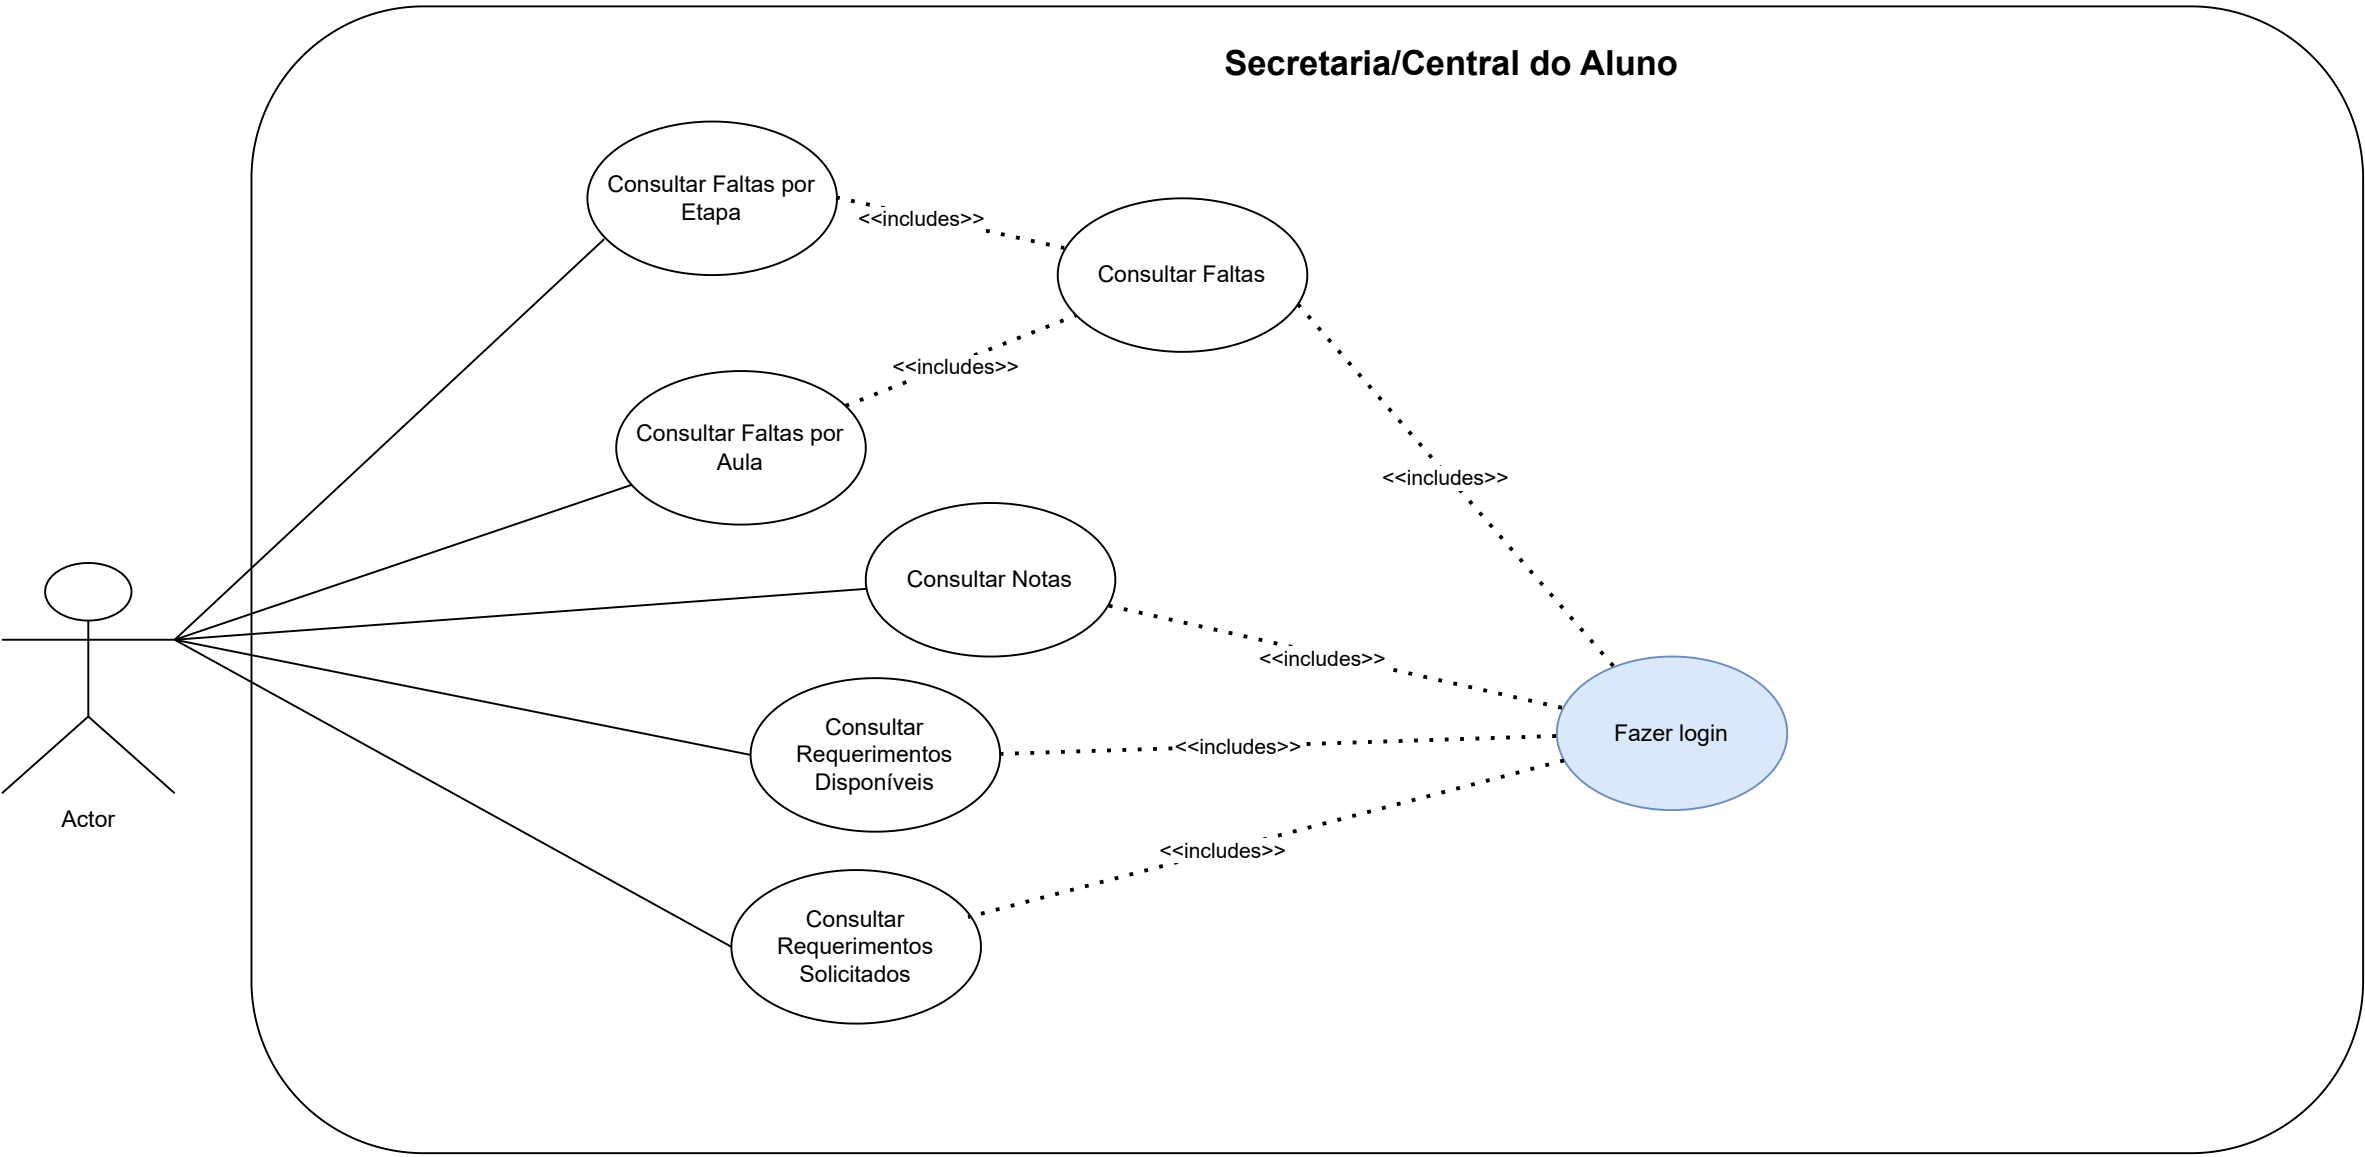 Secretaria/Central do Aluno
Consultar Faltas por
Etapa
<<includes>>
Consultar Faltas
<<includes>>
Consultar Faltas por
Aula
<<includes>>
Consultar Notas
<<includes>>
Consultar
Requerimentos
Disponíveis
<<includes>>
Fazer login
Actor
<<includes>>
Consultar
Requerimentos
Solicitados